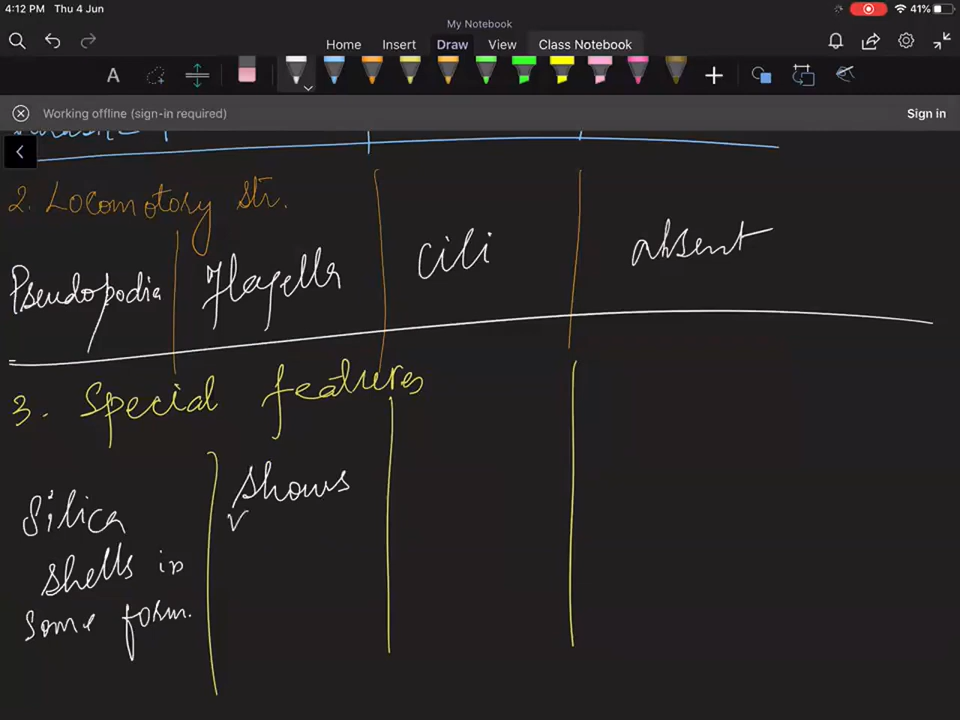 4:12 PM Thu 4 Jun
41%
My Notebook
Home Insert Draw View Class Notebook
A
Working offline (sign-in required)
Sign in
2. Locomotory str.
Pseudopodia
Flagella
cili
absent
3. Special features
Silica
shells in
some form.
shows